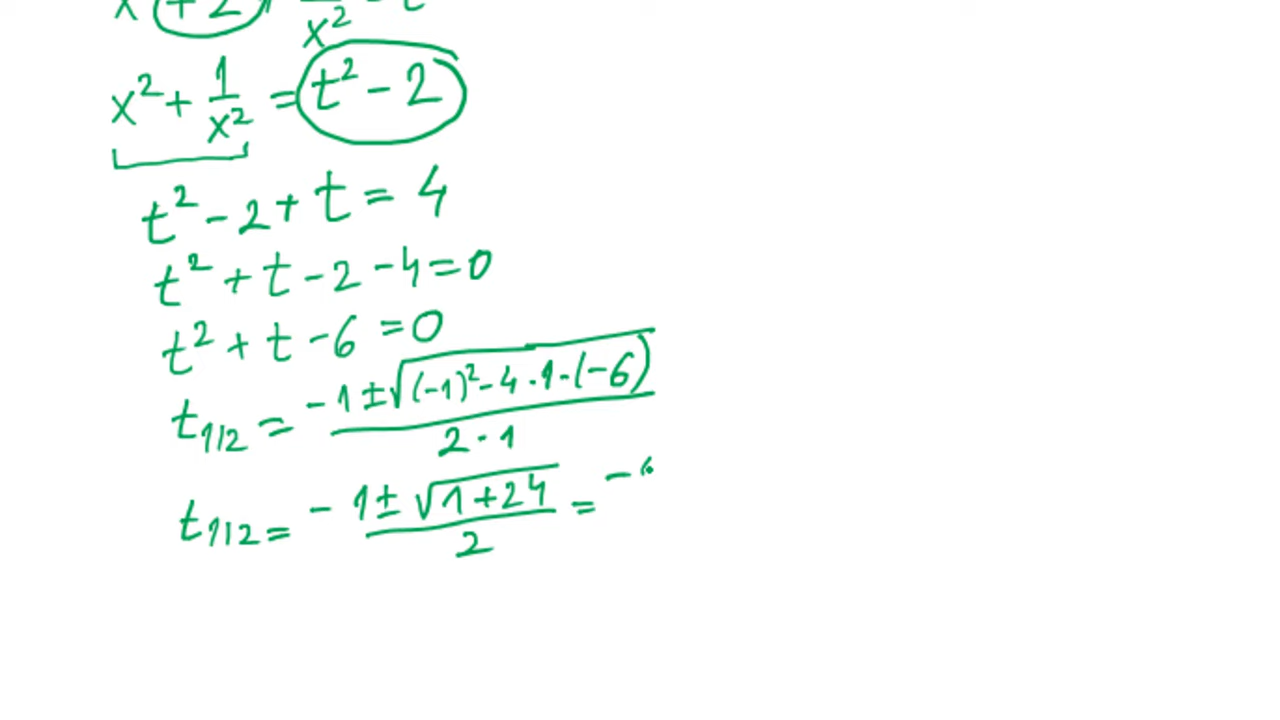 x² + 1/x² = t² - 2
t² - 2 + t = 4
t² + t - 2 - 4 = 0
t² + t - 6 = 0
t₁/₂ = -1 ± √((-1)² - 4 · 1 · (-6)) / 2 · 1
t₁/₂ = -1 ± √(1 + 24) / 2 = -